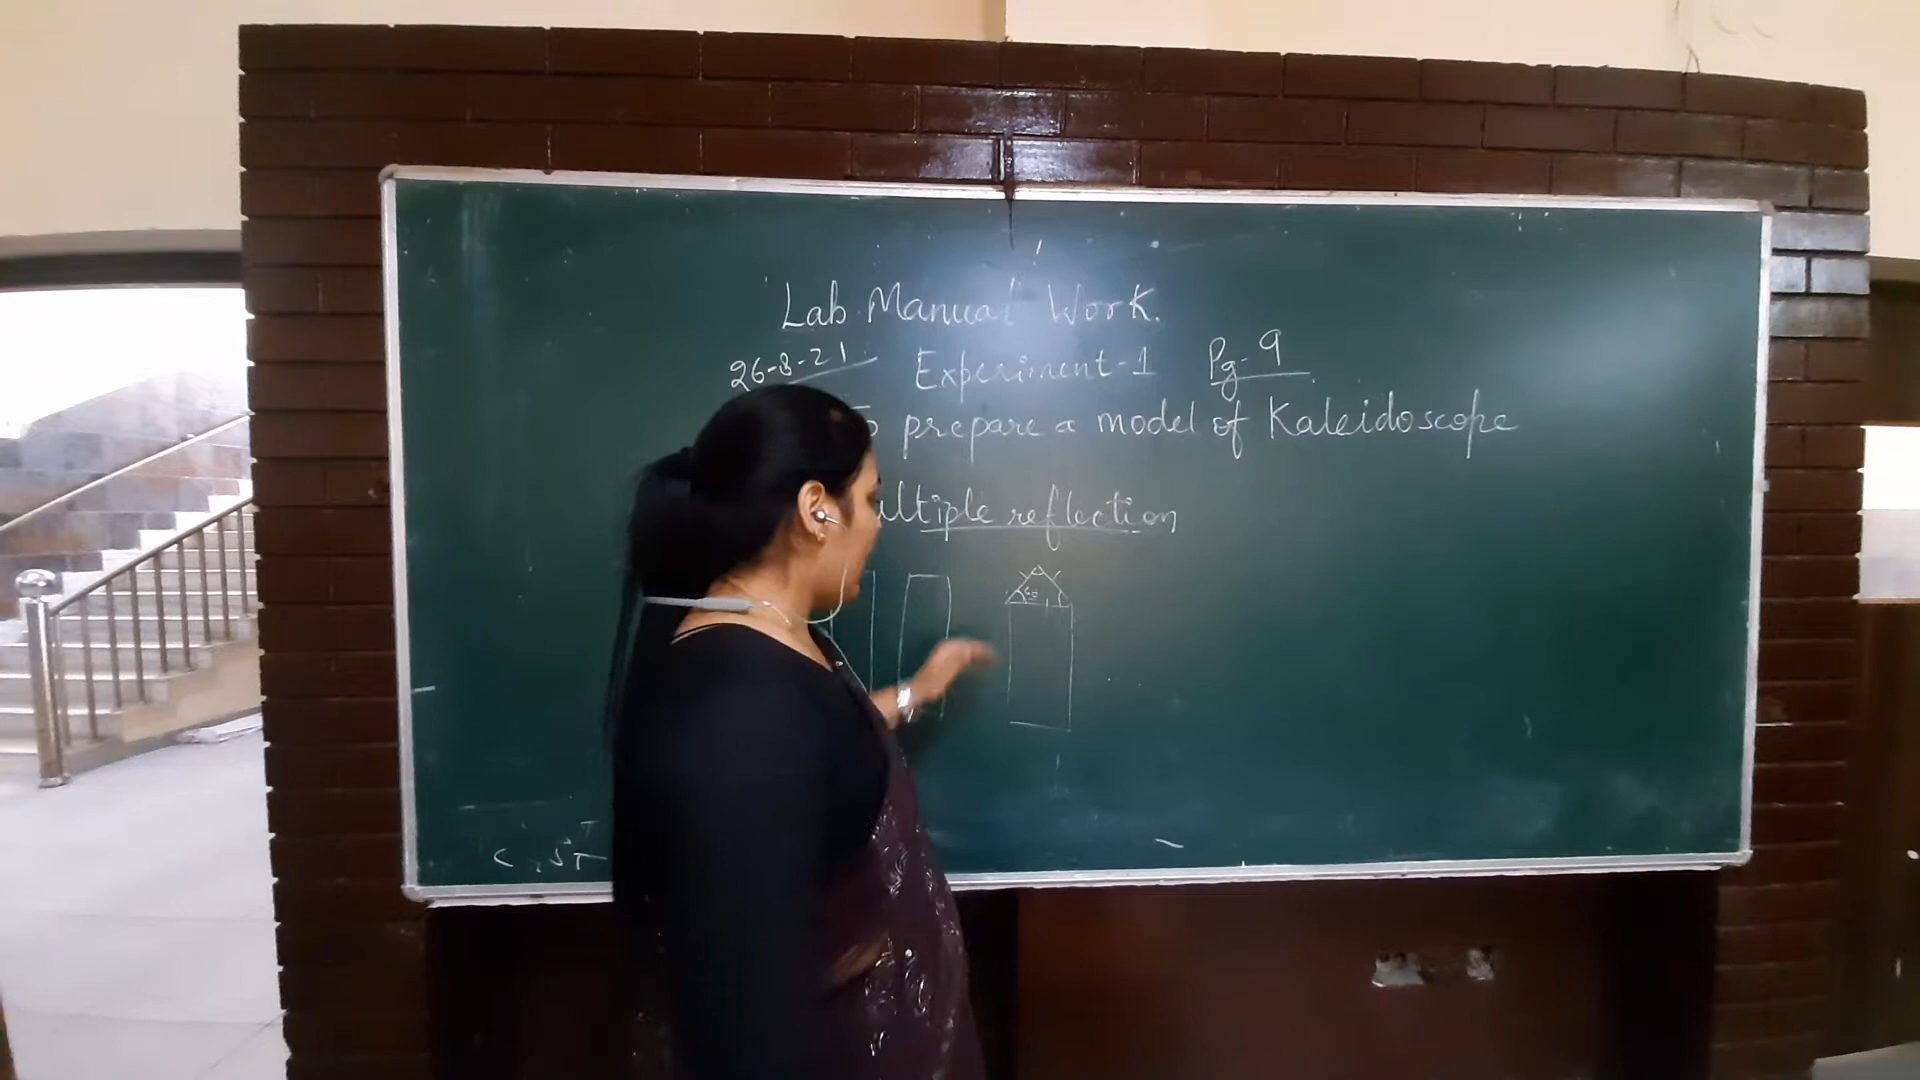 Lab Manual Work.
26-8-21 Experiment-1 Pg-9
prepare a model of Kaleidoscope
ultiple reflection
60